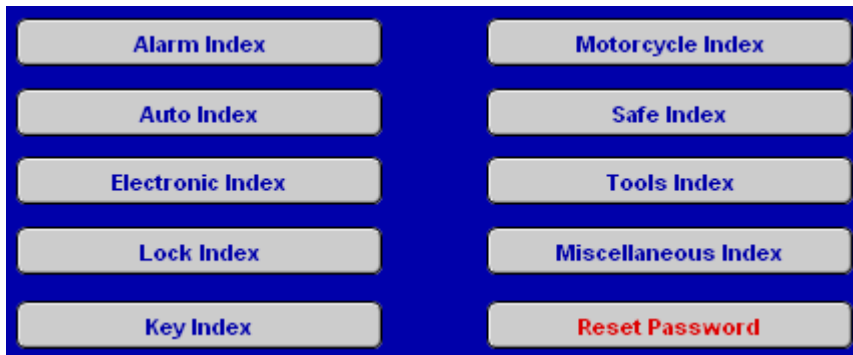 Alarm Index
Motorcycle Index
Auto Index
Safe Index
Electronic Index
Tools Index
Lock Index
Miscellaneous Index
Key Index
Reset Password